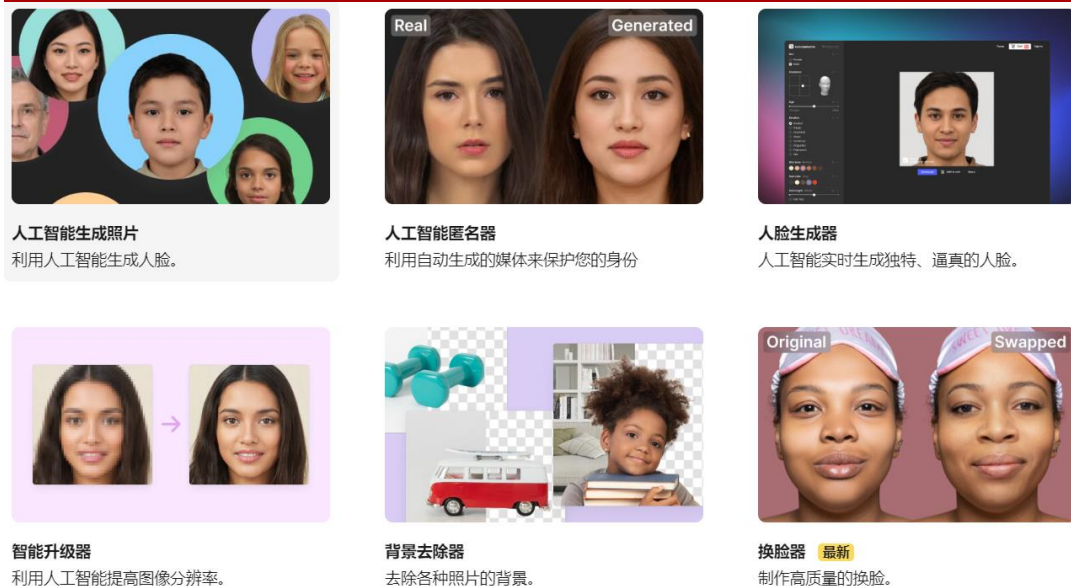 Real
Generated
人工智能生成照片
利用人工智能生成人脸。
人工智能匿名器
利用自动生成的媒体来保护您的身份
人脸生成器
人工智能实时生成独特、逼真的人脸。
Original
Swapped
智能升级器
利用人工智能提高图像分辨率。
背景去除器
去除各种照片的背景。
换脸器 最新
制作高质量的换脸。